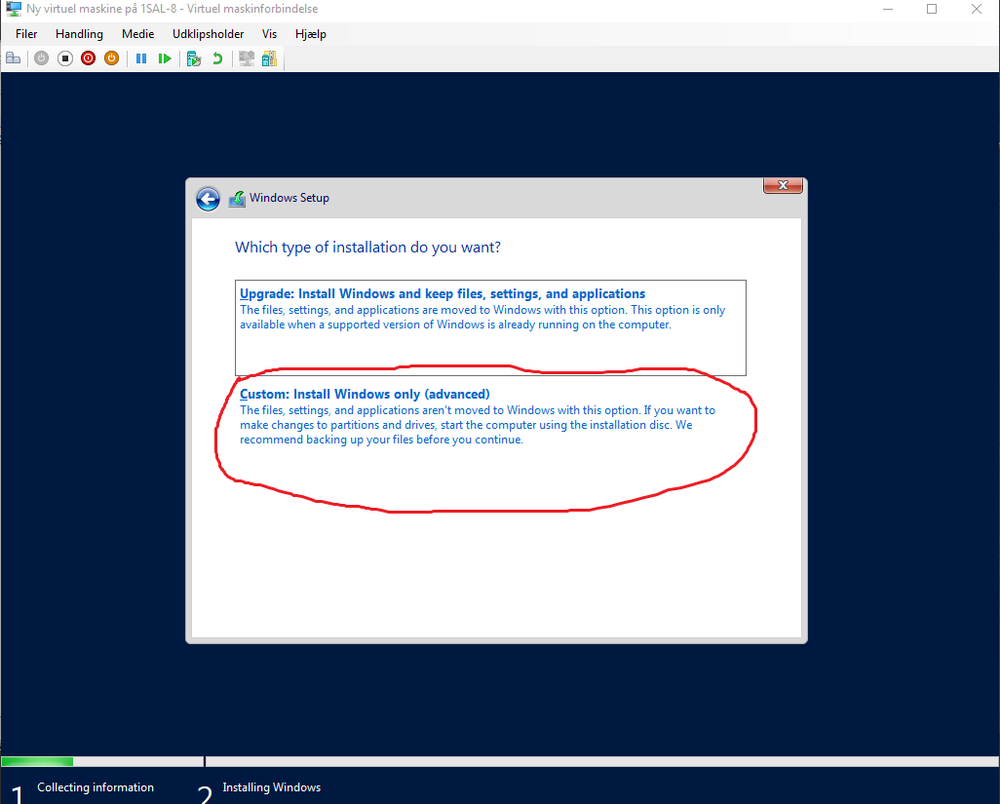 Ny virtuel maskine på 1SAL-8 - Virtuel maskinforbindelse
Filer Handling Medie Udklipsholder Vis Hjælp
Windows Setup
Which type of installation do you want?
Upgrade: Install Windows and keep files, settings, and applications
The files, settings, and applications are moved to Windows with this option. This option is only
available when a supported version of Windows is already running on the computer.
Custom: Install Windows only (advanced)
The files, settings, and applications aren't moved to Windows with this option. If you want to
make changes to partitions and drives, start the computer using the installation disc. We
recommend backing up your files before you continue.
1 Collecting information 2 Installing Windows